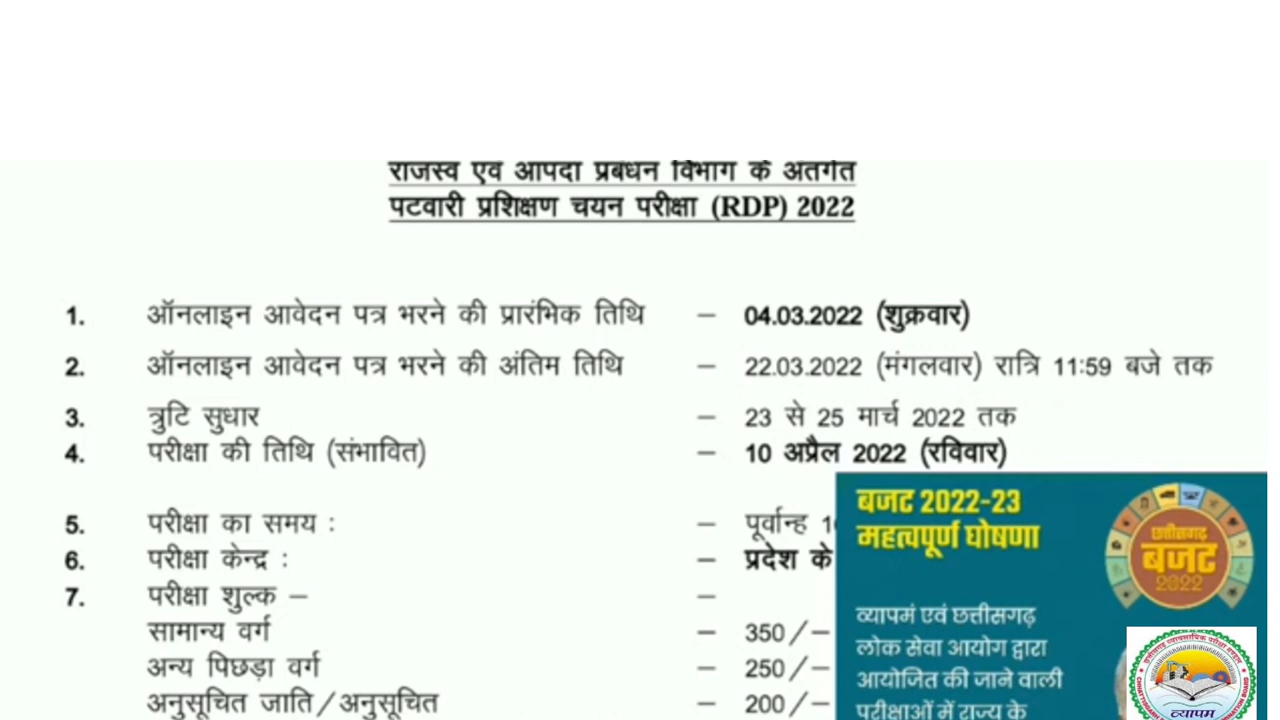 राजस्व एवं आपदा प्रबंधन विभाग के अंतर्गत
पटवारी प्रशिक्षण चयन परीक्षा (RDP) 2022
1. ऑनलाइन आवेदन पत्र भरने की प्रारंभिक तिथि – 04.03.2022 (शुक्रवार)
2. ऑनलाइन आवेदन पत्र भरने की अंतिम तिथि – 22.03.2022 (मंगलवार) रात्रि 11:59 बजे तक
3. त्रुटि सुधार – 23 से 25 मार्च 2022 तक
4. परीक्षा की तिथि (संभावित) – 10 अप्रैल 2022 (रविवार)
5. परीक्षा का समय : – पूर्वान्ह
6. परीक्षा केन्द्र : – प्रदेश के
7. परीक्षा शुल्क – –
सामान्य वर्ग – 350/–
अन्य पिछड़ा वर्ग – 250/–
अनुसूचित जाति/अनुसूचित – 200/–
बजट 2022-23
महत्वपूर्ण घोषणा
छत्तीसगढ़
बजट
2022
व्यापमं एवं छत्तीसगढ़
लोक सेवा आयोग द्वारा
आयोजित की जाने वाली
परीक्षाओं में राज्य के
व्यापम